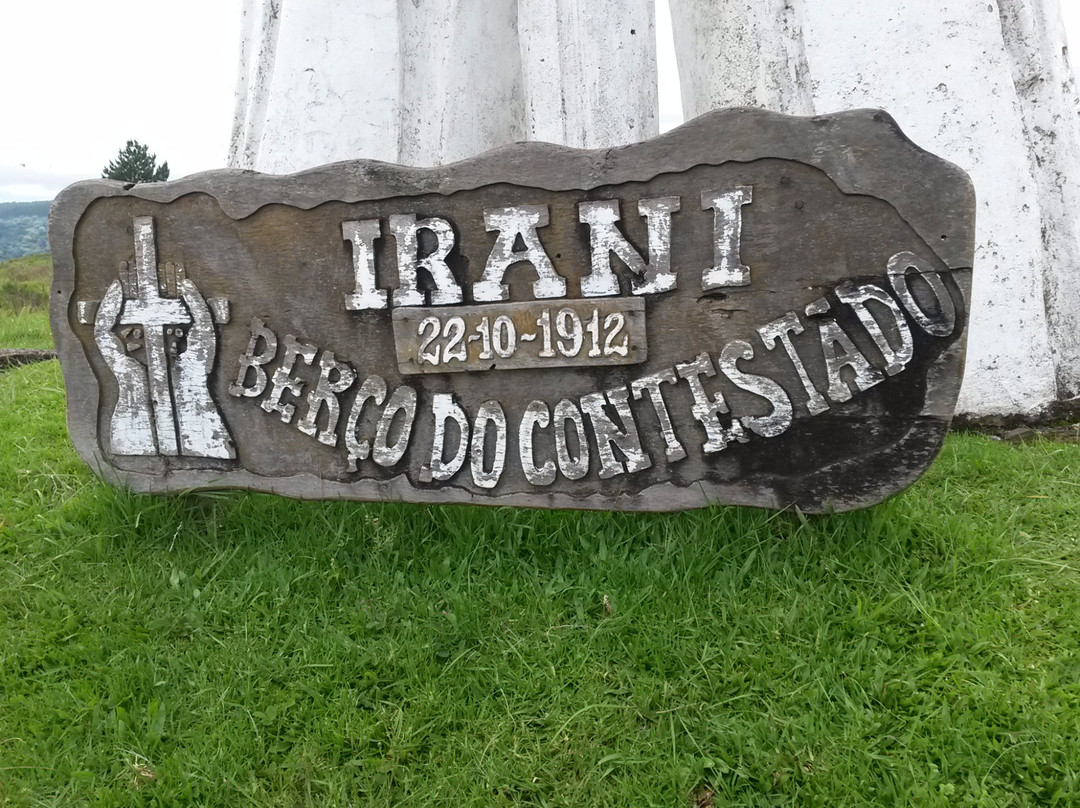 IRANI
22-10-1912
BERÇO DO CONTESTADO